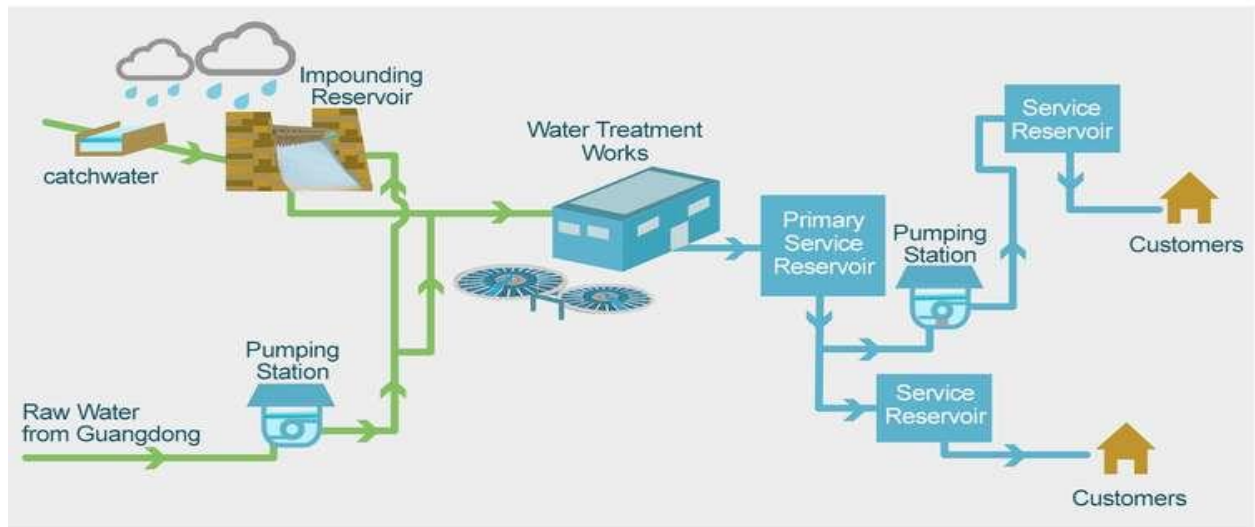 Impounding
Reservoir
catchwater
Water Treatment
Works
Service
Reservoir
Customers
Primary
Service
Reservoir
Pumping
Station
Pumping
Station
Raw Water
from Guangdong
Service
Reservoir
Customers